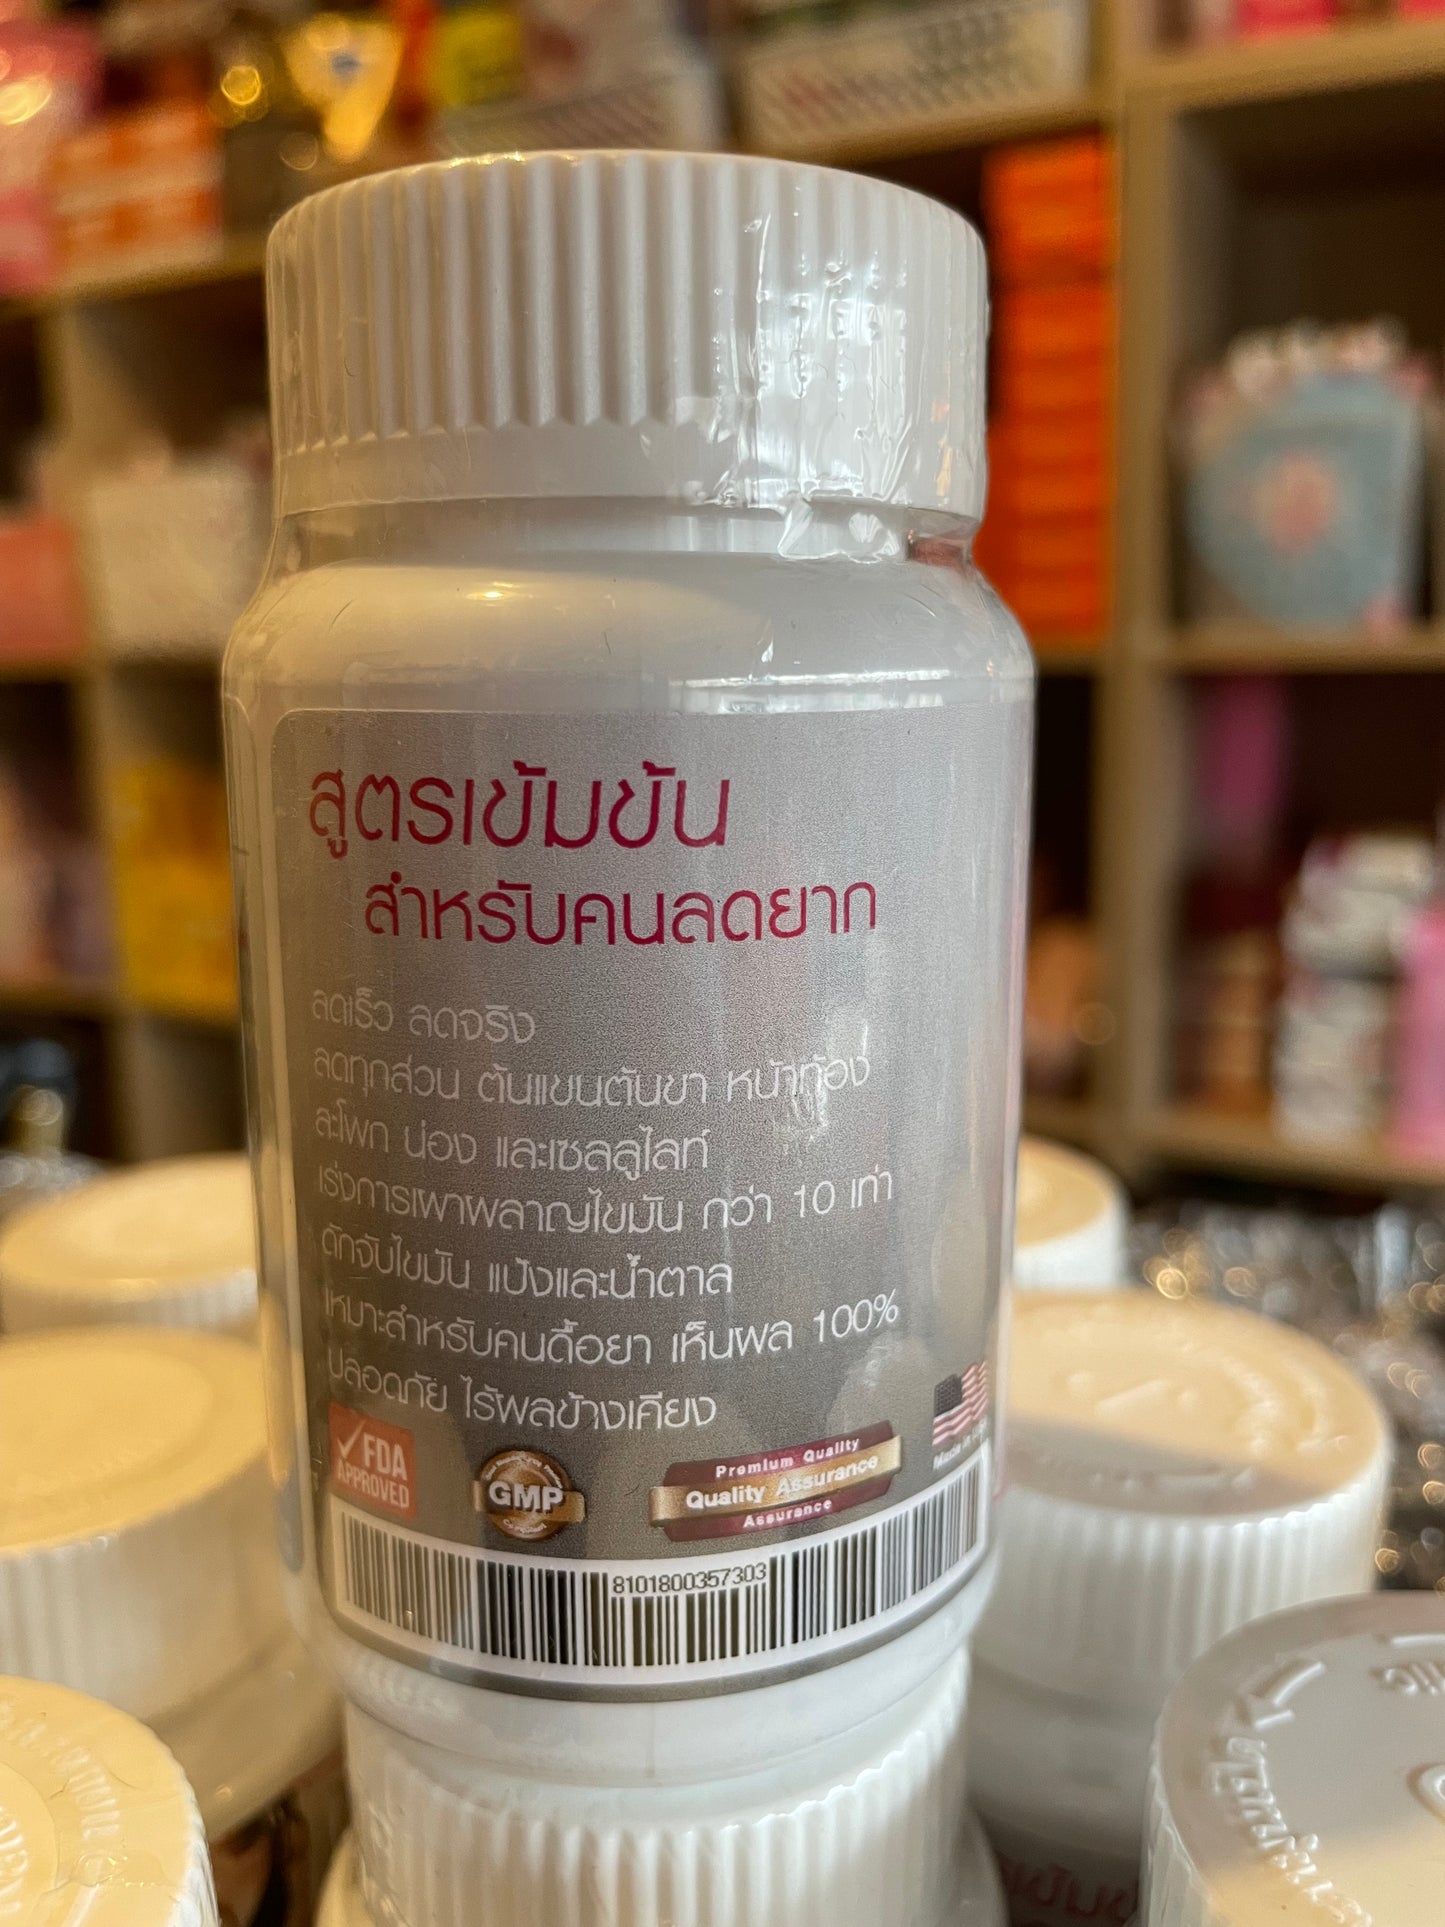 สูตรเข้มข้น
สำหรับคนลดยาก
ลดเร็ว ลดจริง
ลดทุกส่วน ต้นแขนต้นขา หน้าท้อง
สะโพก น่อง และเซลลูไลท์
เร่งการเผาผลาญไขมัน กว่า 10 เท่า
ดักจับไขมัน แป้งและน้ำตาล
เหมาะสำหรับคนดื้อยา เห็นผล 100%
ปลอดภัย ไร้ผลข้างเคียง
FDA
APPROVED
GMP
Premium Quality
Quality Assurance
Assurance
Made in
8101800357303